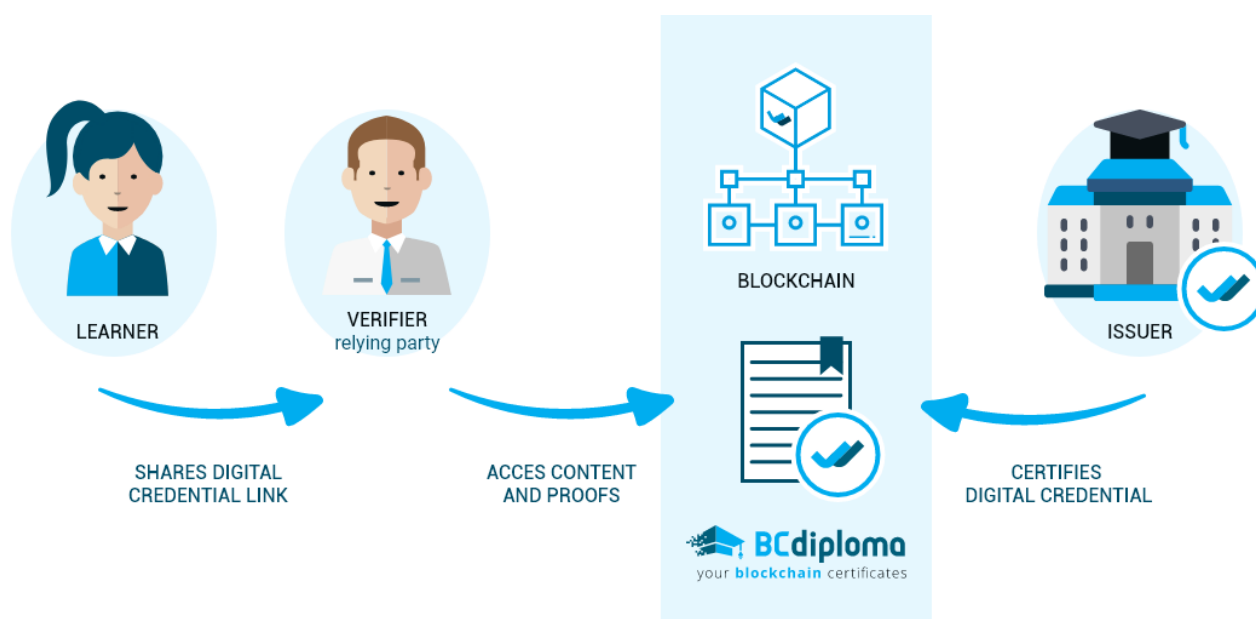 LEARNER
VERIFIER
relying party
BLOCKCHAIN
ISSUER
SHARES DIGITAL
CREDENTIAL LINK
ACCES CONTENT
AND PROOFS
CERTIFIES
DIGITAL CREDENTIAL
BCdiploma
your blockchain certificates